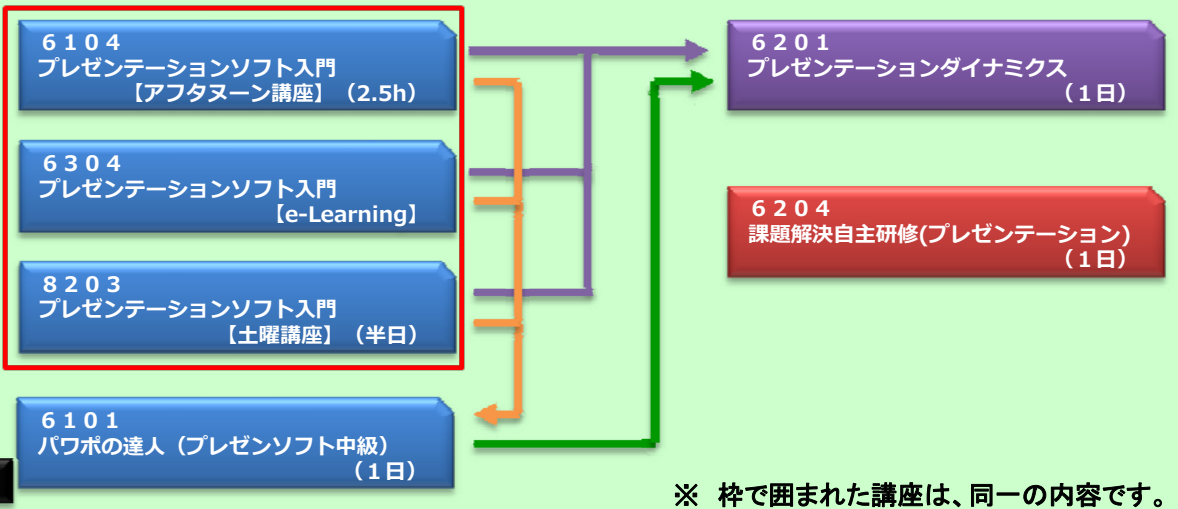 ６１０４
プレゼンテーションソフト入門
【アフタヌーン講座】（2.5h）
６３０４
プレゼンテーションソフト入門
【e-Learning】
８２０３
プレゼンテーションソフト入門
【土曜講座】（半日）
６１０１
パワポの達人（プレゼンソフト中級）
（１日）
６２０１
プレゼンテーションダイナミクス
（１日）
６２０４
課題解決自主研修(プレゼンテーション)
（１日）
※ 枠で囲まれた講座は、同一の内容です。